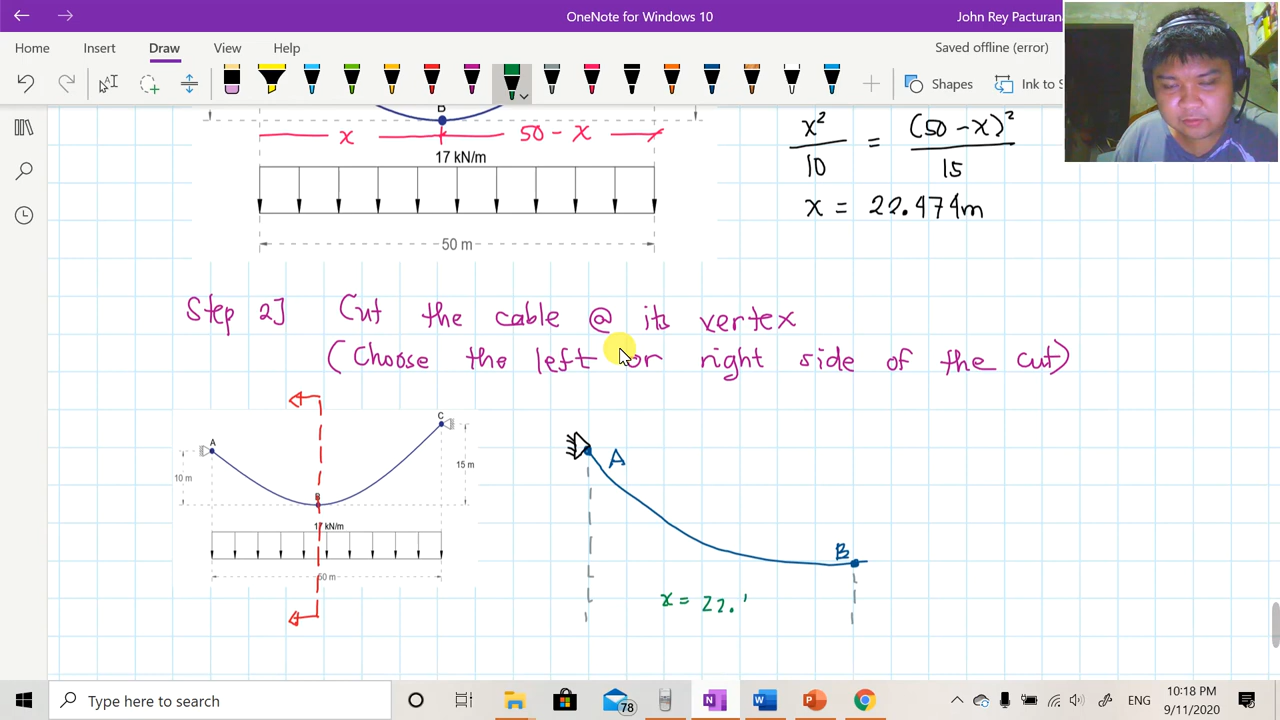 OneNote for Windows 10
John Rey Pacturan
Home Insert Draw View Help
Saved offline (error)
Shapes
Ink to S
B
x 50 - x
17 kN/m
50 m
x² / 10 = (50 - x)² / 15
x = 22.474m
Step 2] Cut the cable @ its vertex
(Choose the left or right side of the cut)
A
C
10 m
15 m
B
17 kN/m
50 m
A
B
x = 22.
Type here to search
78
ENG
10:18 PM
9/11/2020